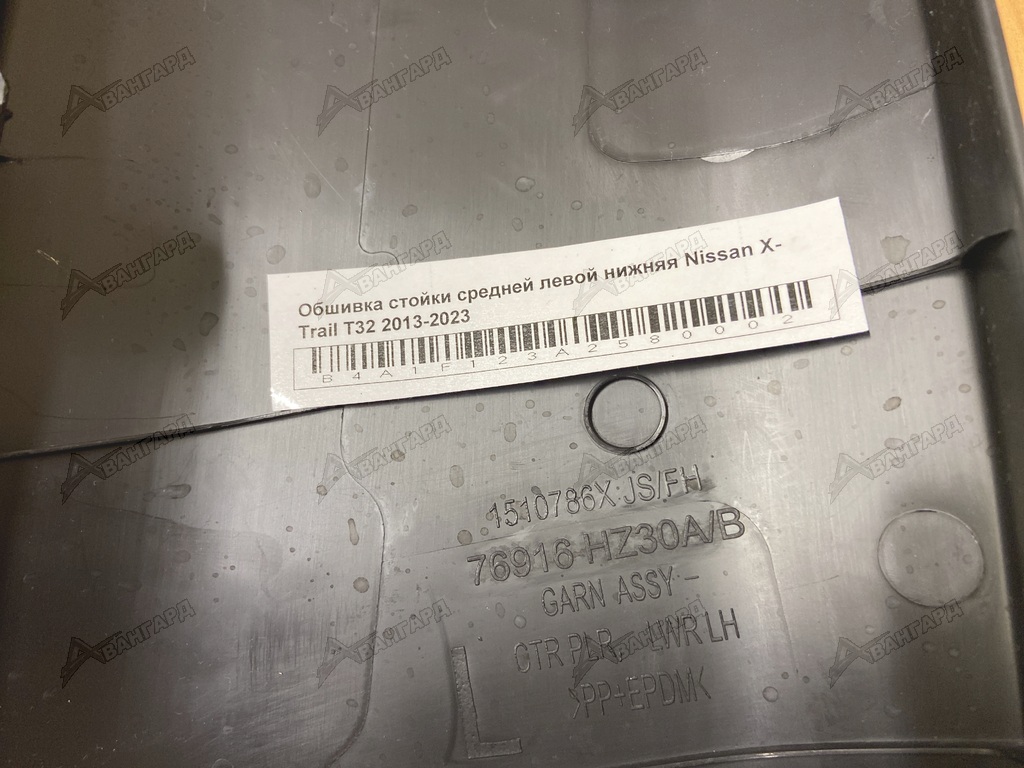 Обшивка стойки средней левой нижняя Nissan X-
Trail T32 2013-2023
B4A1F123A2580002
1510786X JS/FH
76916 HZ30A/B
GARN ASSY-
CTR PLR, LWR LH
>PP+EPDM<
L
АВАНГАРД